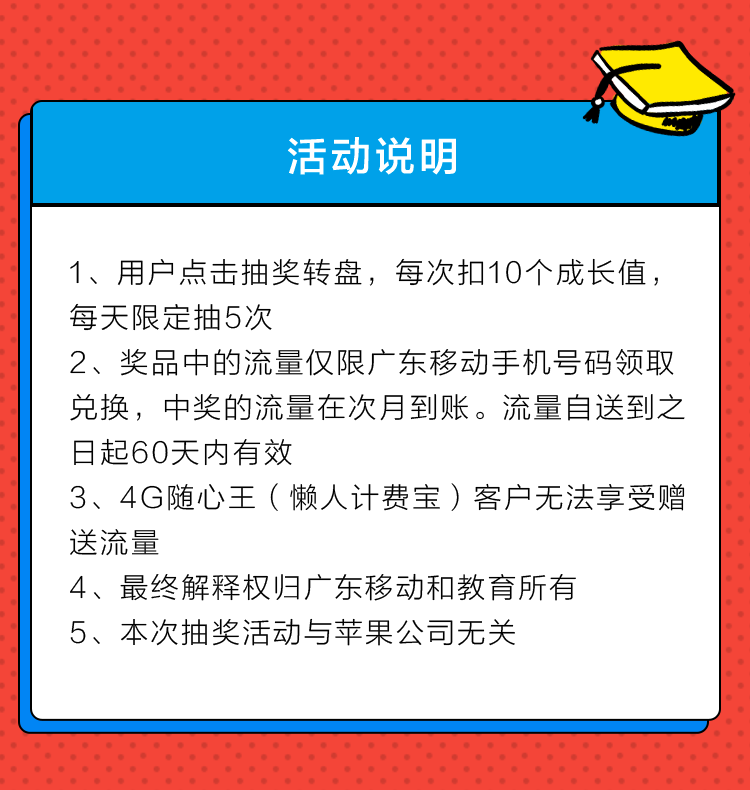 活动说明
1、用户点击抽奖转盘，每次扣10个成长值，
每天限定抽5次
2、奖品中的流量仅限广东移动手机号码领取
兑换，中奖的流量在次月到账。流量自送到之
日起60天内有效
3、4G随心王（懒人计费宝）客户无法享受赠
送流量
4、最终解释权归广东移动和教育所有
5、本次抽奖活动与苹果公司无关